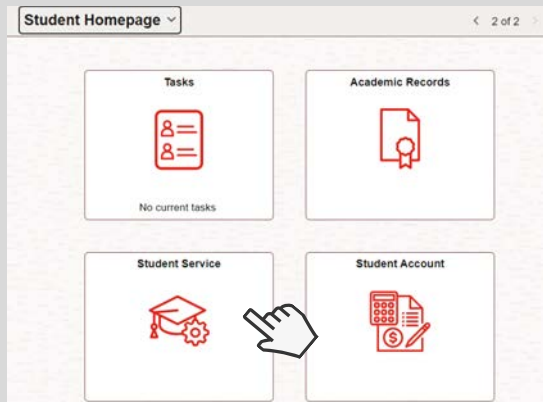 Student Homepage
2 of 2
Tasks
Academic Records
No current tasks
Student Service
Student Account
$